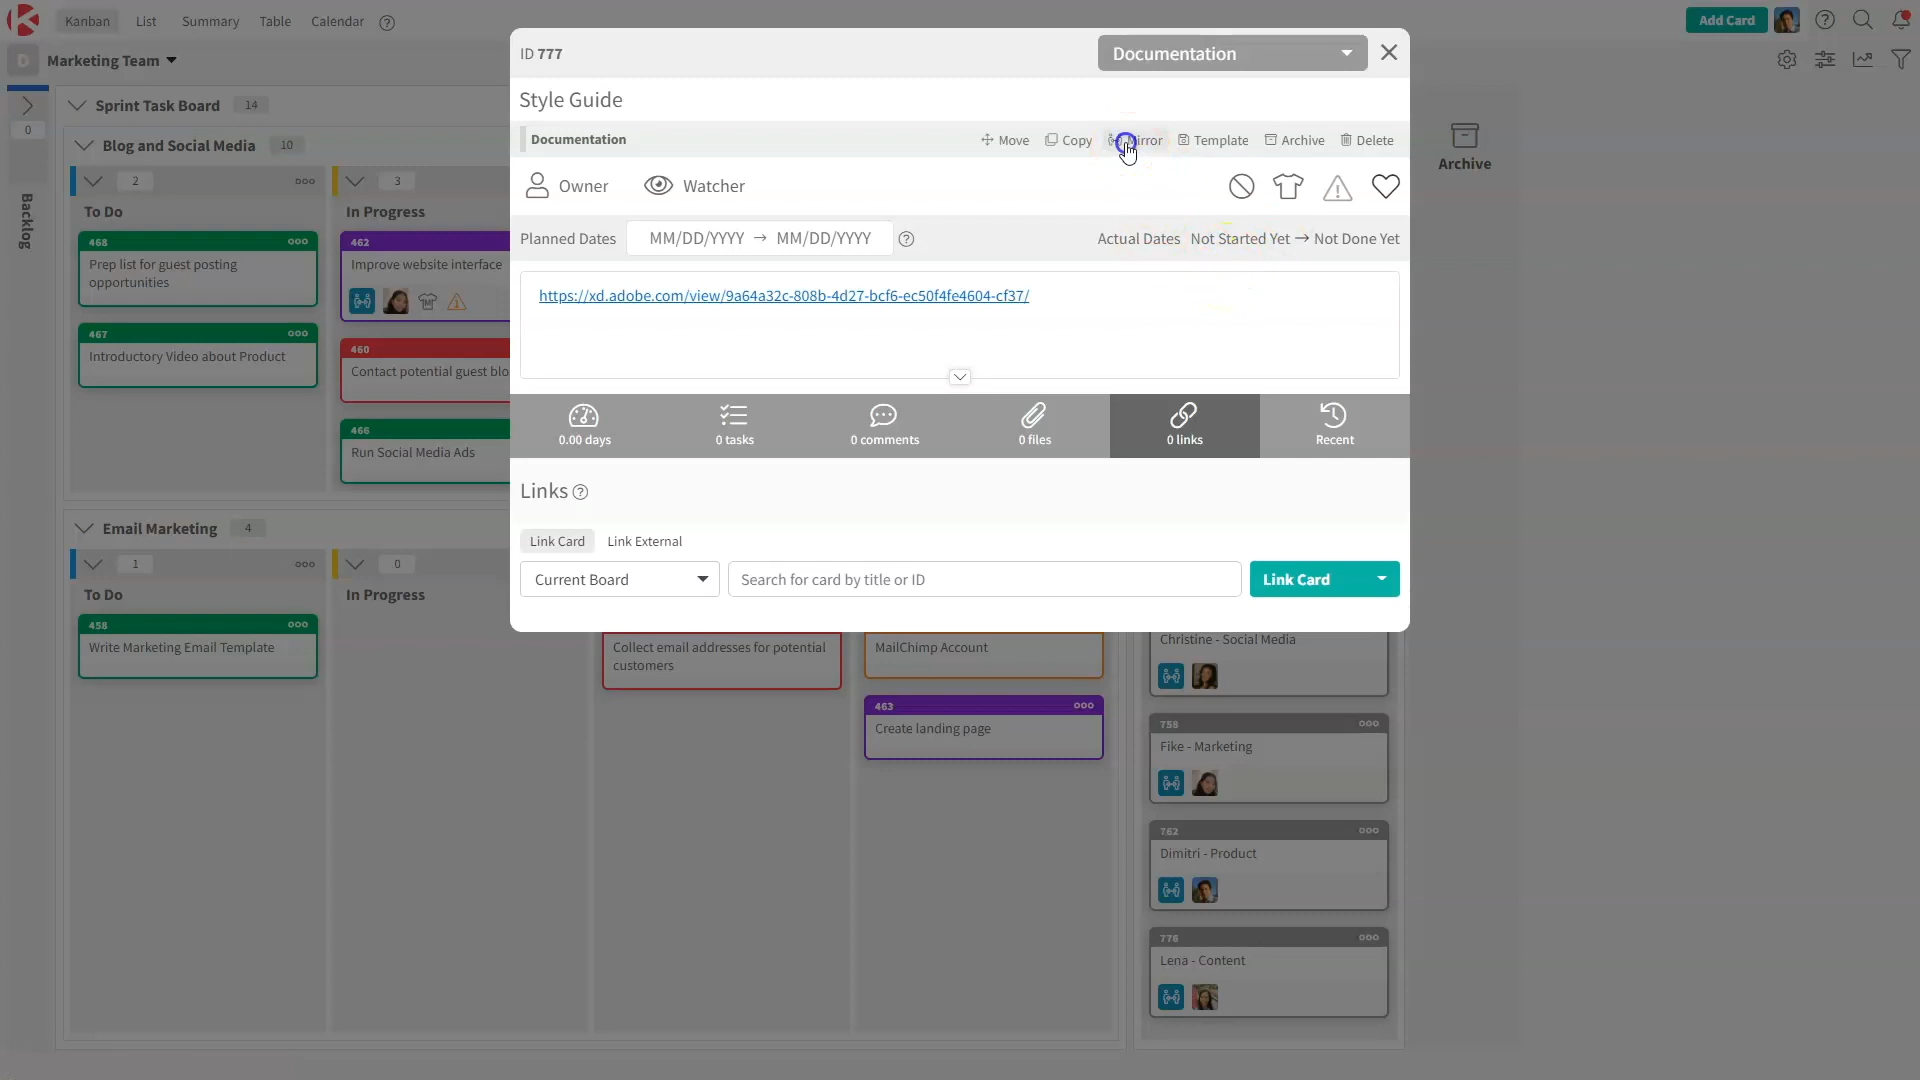 Kanban
List
Summary
Table
Calendar
Add Card
D
Marketing Team
ID 777
Documentation
Style Guide
Documentation
Move
Copy
Template
Archive
Delete
Owner
Watcher
Planned Dates
MM/DD/YYYY → MM/DD/YYYY
Actual Dates Not Started Yet → Not Done Yet
https://xd.adobe.com/view/9a64a32c-808b-4d27-bcf6-ec50f4fe4604-cf37/
0.00 days
0 tasks
0 comments
0 files
0 links
Recent
Links
Link Card
Link External
Current Board
Search for card by title or ID
Link Card
0
Backlog
Sprint Task Board 14
Blog and Social Media 10
2
To Do
468
Prep list for guest posting
opportunities
467
Introductory Video about Product
3
In Progress
462
Improve website interface
M
460
Contact potential guest blo
466
Run Social Media Ads
Email Marketing 4
1
To Do
458
Write Marketing Email Template
0
In Progress
Collect email addresses for potential
customers
MailChimp Account
463
Create landing page
Christine - Social Media
758
Fike - Marketing
762
Dimitri - Product
776
Lena - Content
Archive